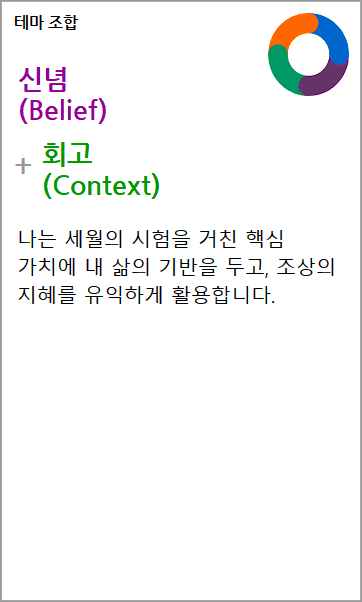 테마 조합
신념
(Belief)
+ 회고
(Context)
나는 세월의 시험을 거친 핵심
가치에 내 삶의 기반을 두고, 조상의
지혜를 유익하게 활용합니다.